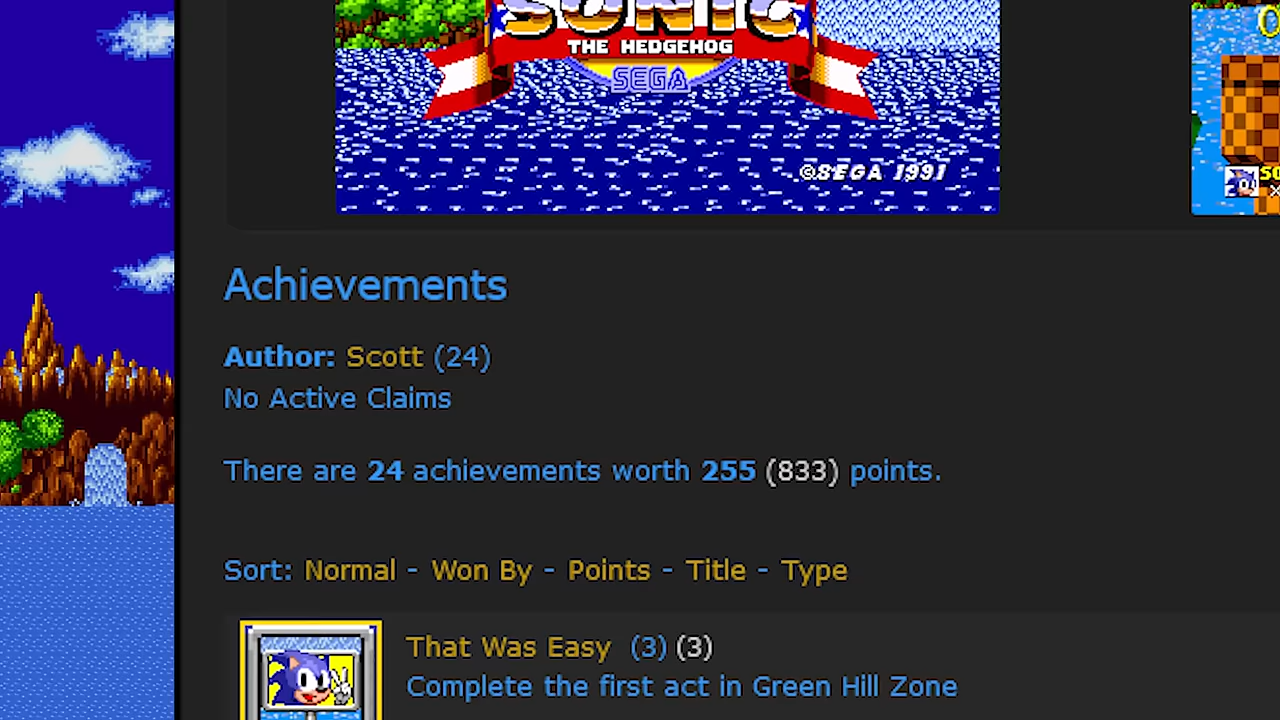 SONIC
THE HEDGEHOG
SEGA
©SEGA 1991
Achievements
Author: Scott (24)
No Active Claims
There are 24 achievements worth 255 (833) points.
Sort: Normal - Won By - Points - Title - Type
That Was Easy (3) (3)
Complete the first act in Green Hill Zone